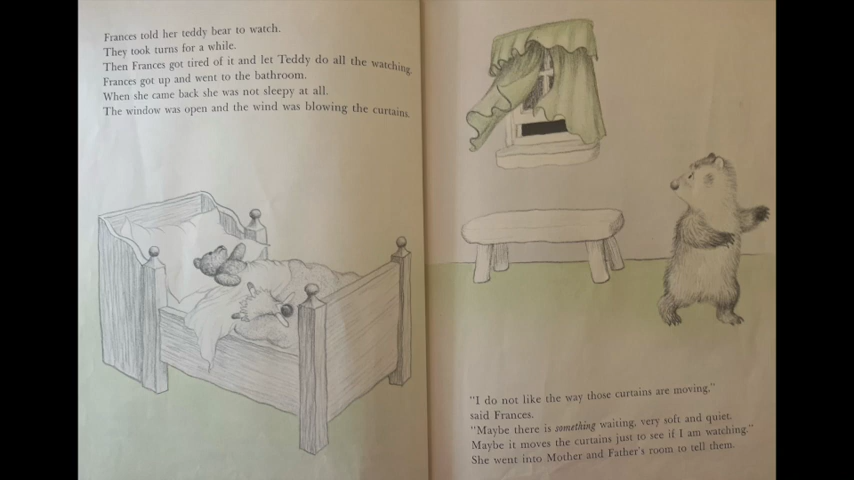 Frances told her teddy bear to watch.
They took turns for a while.
Then Frances got tired of it and let Teddy do all the watching.
Frances got up and went to the bathroom.
When she came back she was not sleepy at all.
The window was open and the wind was blowing the curtains.
"I do not like the way those curtains are moving,"
said Frances.
"Maybe there is something waiting, very soft and quiet.
Maybe it moves the curtains just to see if I am watching."
She went into Mother and Father's room to tell them.